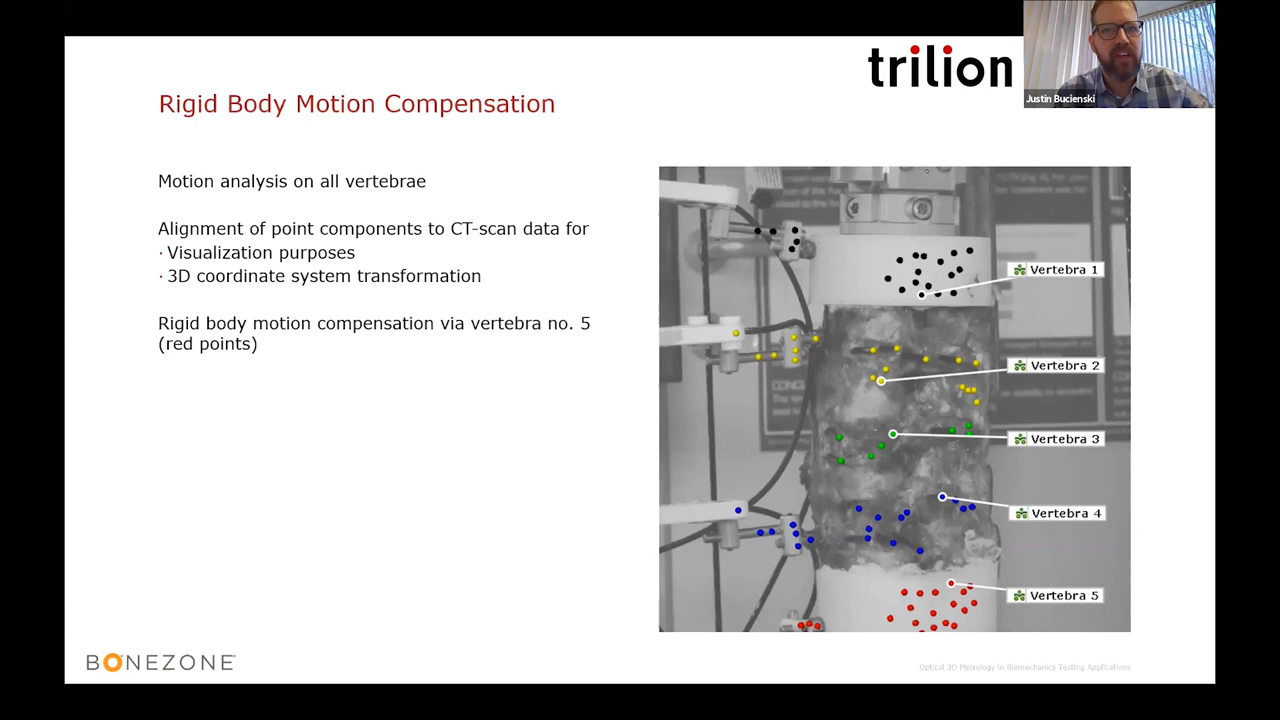 trilion
Justin Bucienski
Rigid Body Motion Compensation
Motion analysis on all vertebrae
Alignment of point components to CT-scan data for
· Visualization purposes
· 3D coordinate system transformation
Rigid body motion compensation via vertebra no. 5
(red points)
Vertebra 1
Vertebra 2
Vertebra 3
Vertebra 4
Vertebra 5
BONEZONE
Optical 3D Metrology in Biomechanics Testing Applications